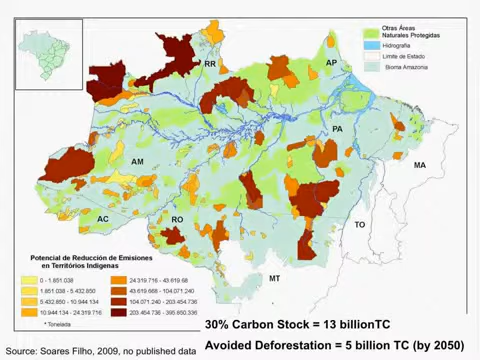 Otras Áreas
Naturales Protegidas
Hidrografia
Límite de Estado
Bioma Amazonia
RR
AP
AM
PA
MA
AC
RO
TO
MT
Potencial de Reducción de Emisiones
en Territórios Indígenas
0 - 1.851.038
1.851.038 - 5.432.850
5.432.850 - 10.944.134
10.944.134 - 24.319.716
24.319.716 - 43.619.68
43.619.668 - 104.071.240
104.071.240 - 203.454.736
203.454.736 - 395.650.336
* Tonelada
30% Carbon Stock = 13 billionTC
Avoided Deforestation = 5 billion TC (by 2050)
Source: Soares Filho, 2009, no published data